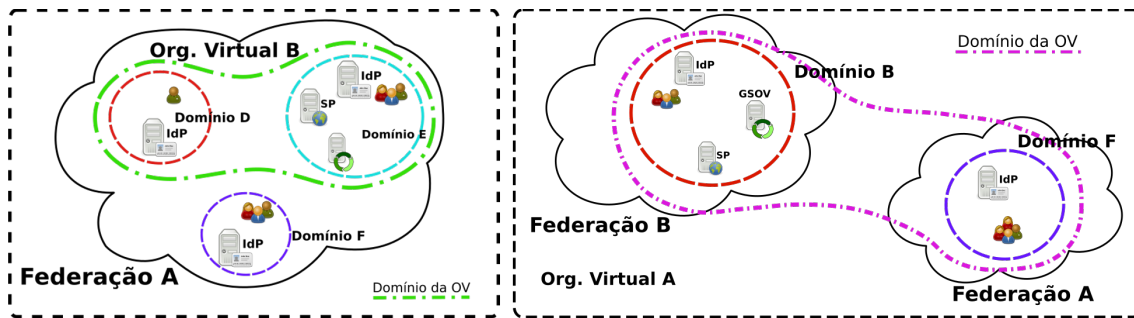 Org. Virtual B
IdP
SP
Domínio D
IdP
Domínio E
IdP
Domínio F
Federação A
Domínio da OV
Domínio da OV
IdP
Domínio B
GSOV
SP
Domínio F
IdP
Federação B
Org. Virtual A
Federação A